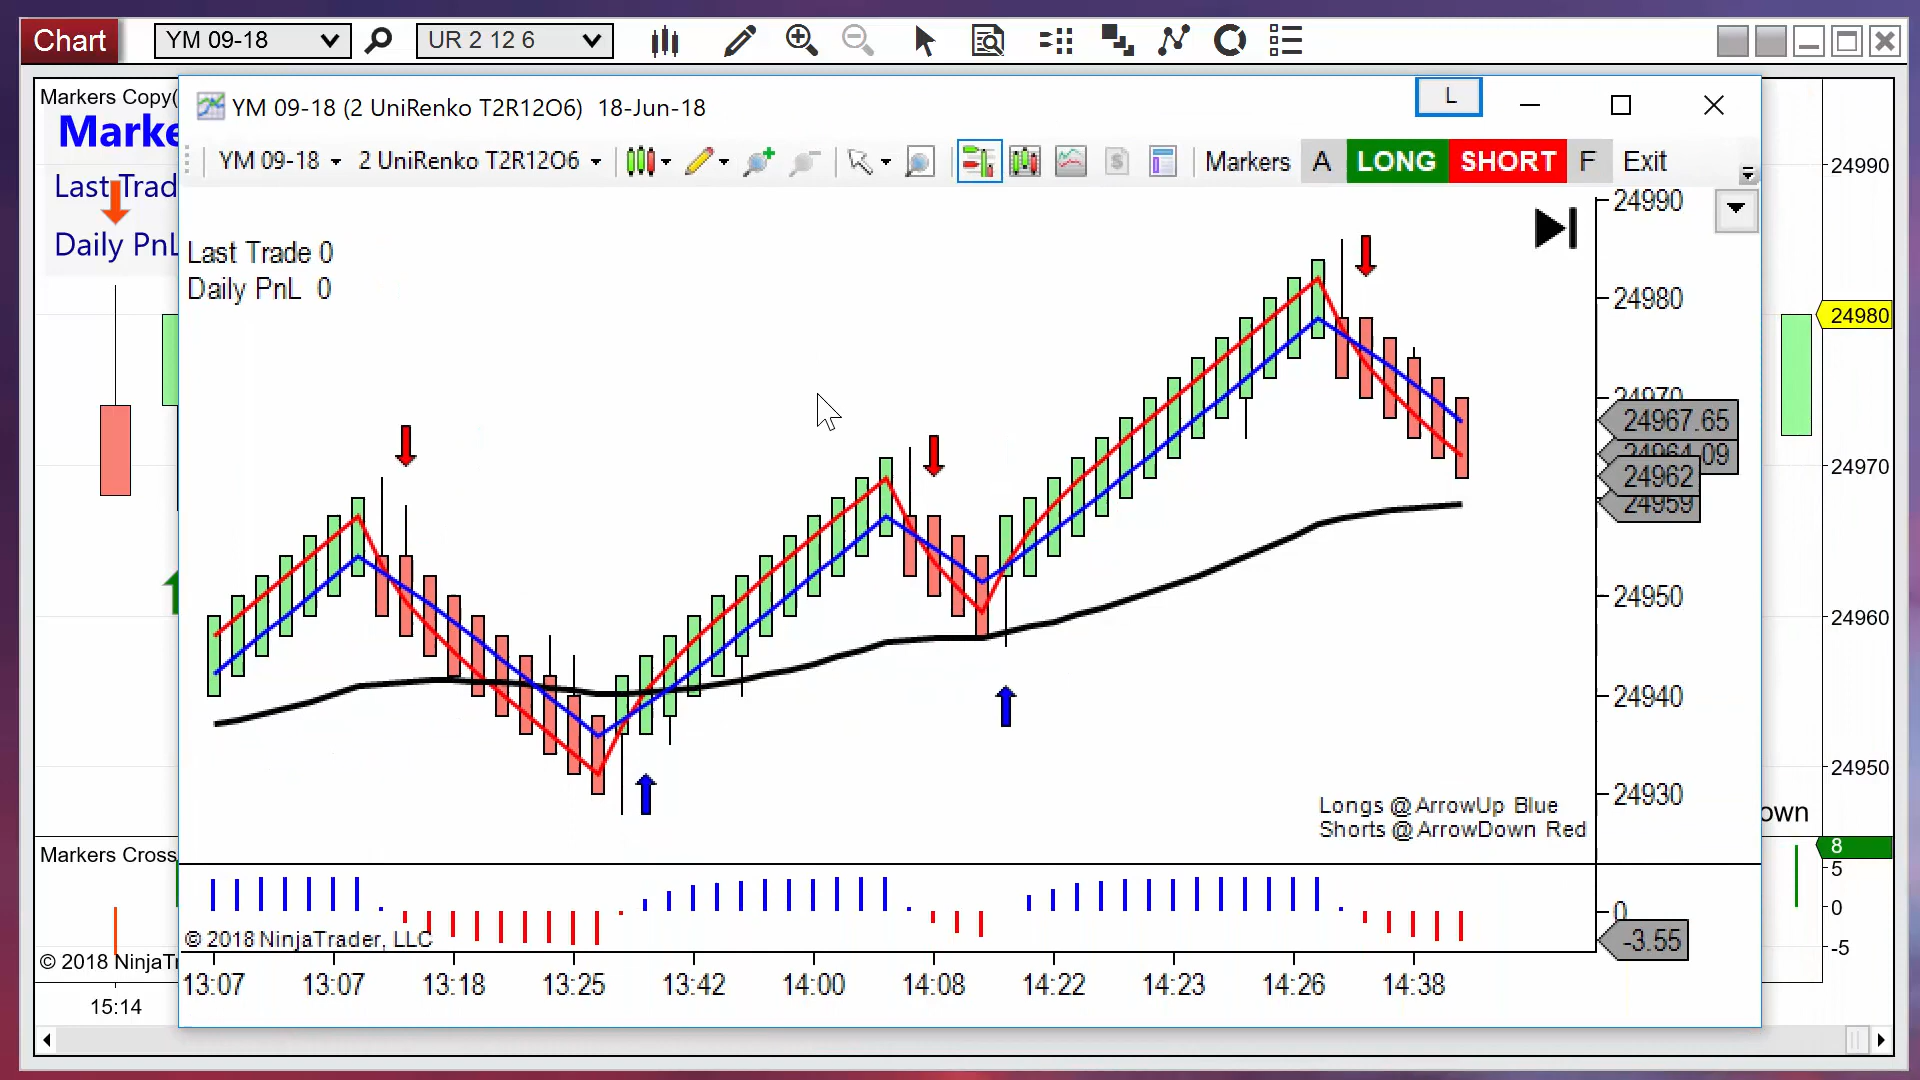 Chart
YM 09-18
UR 2 12 6
Markers Copy(
Marke
Last Trad
Daily PnL
YM 09-18 (2 UniRenko T2R12O6) 18-Jun-18
L
YM 09-18
2 UniRenko T2R12O6
Markers
A
LONG
SHORT
F
Exit
Last Trade 0
Daily PnL 0
24990
24980
24970
24967.65
24964.09
24962
24959
24950
24940
24930
Longs @ArrowUp Blue
Shorts @ArrowDown Red
0
-3.55
© 2018 NinjaTrader, LLC
13:07
13:07
13:18
13:25
13:42
14:00
14:08
14:22
14:23
14:26
14:38
24990
24980
24970
24960
24950
own
Markers Cross
8
5
0
-5
© 2018 NinjaTr
15:14